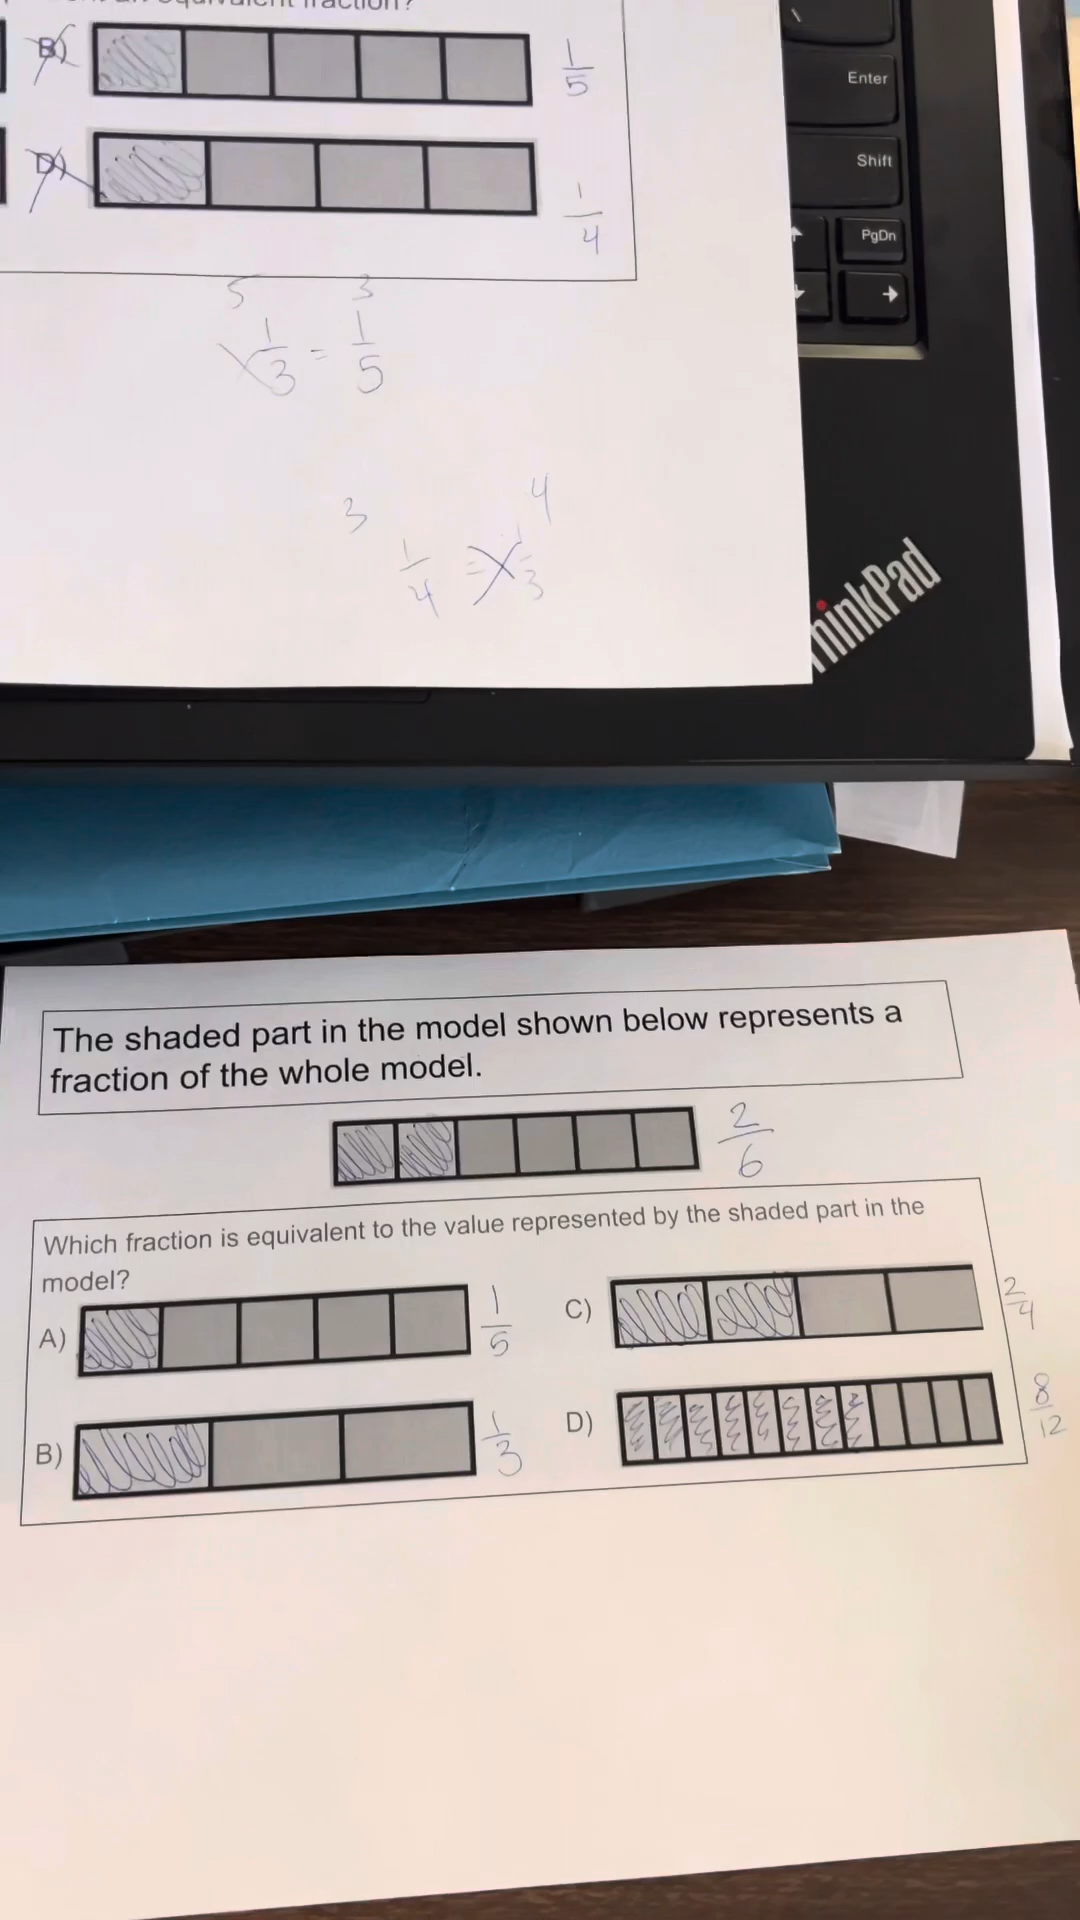 equivalent fraction?
B)
1/5
D)
1/4
5 3
1/3 = 1/5
3 4
1/4 = 1/3
\
Enter
Shift
PgDn
ThinkPad
The shaded part in the model shown below represents a
fraction of the whole model.
2/6
Which fraction is equivalent to the value represented by the shaded part in the
model?
A)
1/5
C)
2/4
B)
1/3
D)
8/12